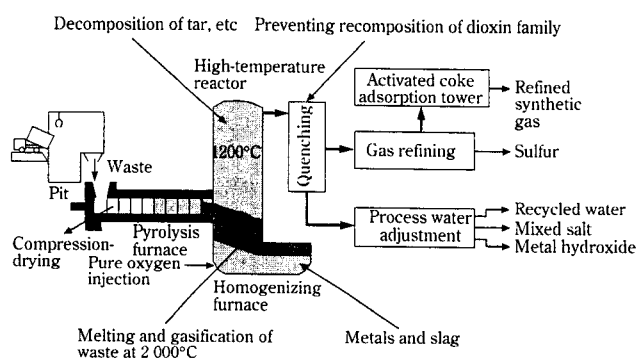 Decomposition of tar, etc
Preventing recomposition of dioxin family
High-temperature
reactor
Activated coke
adsorption tower
Refined
synthetic
gas
1200°C
Quenching
Gas refining
Sulfur
Waste
Pit
Recycled water
Process water
adjustment
Mixed salt
Metal hydroxide
Compression-
drying
Pyrolysis
furnace
Pure oxygen
injection
Homogenizing
furnace
Melting and gasification of
waste at 2 000°C
Metals and slag